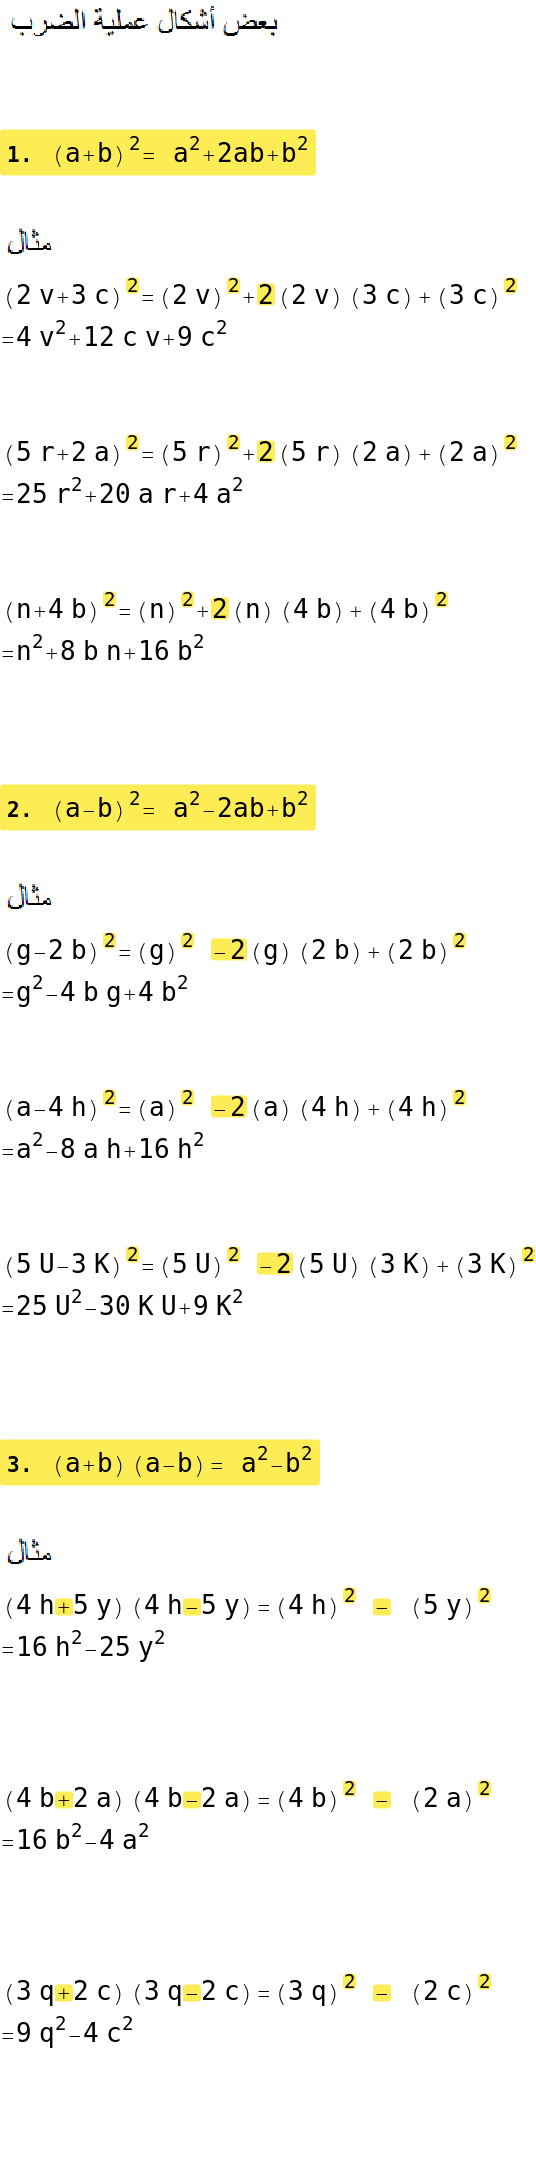 بعض أشكال عملية الضرب
1. (a+b)²= a²+2ab+b²
مثال
(2 v+3 c)²=(2 v)²+2(2 v) (3 c)+(3 c)²
=4 v²+12 c v+9 c²
(5 r+2 a)²=(5 r)²+2(5 r) (2 a)+(2 a)²
=25 r²+20 a r+4 a²
(n+4 b)²=(n)²+2(n) (4 b)+(4 b)²
=n²+8 b n+16 b²
2. (a−b)²= a²−2ab+b²
مثال
(g−2 b)²=(g)² −2(g) (2 b)+(2 b)²
=g²−4 b g+4 b²
(a−4 h)²=(a)² −2(a) (4 h)+(4 h)²
=a²−8 a h+16 h²
(5 U−3 K)²=(5 U)² −2(5 U) (3 K)+(3 K)²
=25 U²−30 K U+9 K²
3. (a+b)(a−b)= a²−b²
مثال
(4 h+5 y)(4 h−5 y)=(4 h)² − (5 y)²
=16 h²−25 y²
(4 b+2 a)(4 b−2 a)=(4 b)² − (2 a)²
=16 b²−4 a²
(3 q+2 c)(3 q−2 c)=(3 q)² − (2 c)²
=9 q²−4 c²